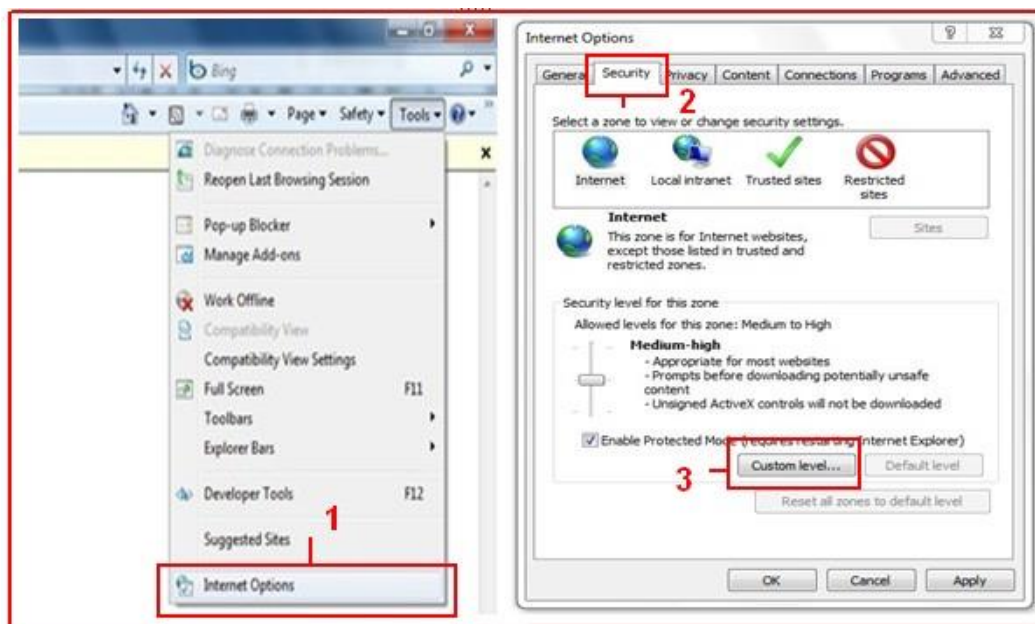 Bing
Page
Safety
Tools
Diagnose Connection Problems...
Reopen Last Browsing Session
Pop-up Blocker
Manage Add-ons
Work Offline
Compatibility View
Compatibility View Settings
Full Screen F11
Toolbars
Explorer Bars
Developer Tools F12
1
Suggested Sites
Internet Options
Internet Options
General Security Privacy Content Connections Programs Advanced
2
Select a zone to view or change security settings.
Internet
Local intranet
Trusted sites
Restricted
sites
Internet
Sites
This zone is for Internet websites,
except those listed in trusted and
restricted zones.
Security level for this zone
Allowed levels for this zone: Medium to High
Medium-high
- Appropriate for most websites
- Prompts before downloading potentially unsafe
content
- Unsigned ActiveX controls will not be downloaded
Enable Protected Mode (requires restarting Internet Explorer)
3
Custom level...
Default level
Reset all zones to default level
OK
Cancel
Apply